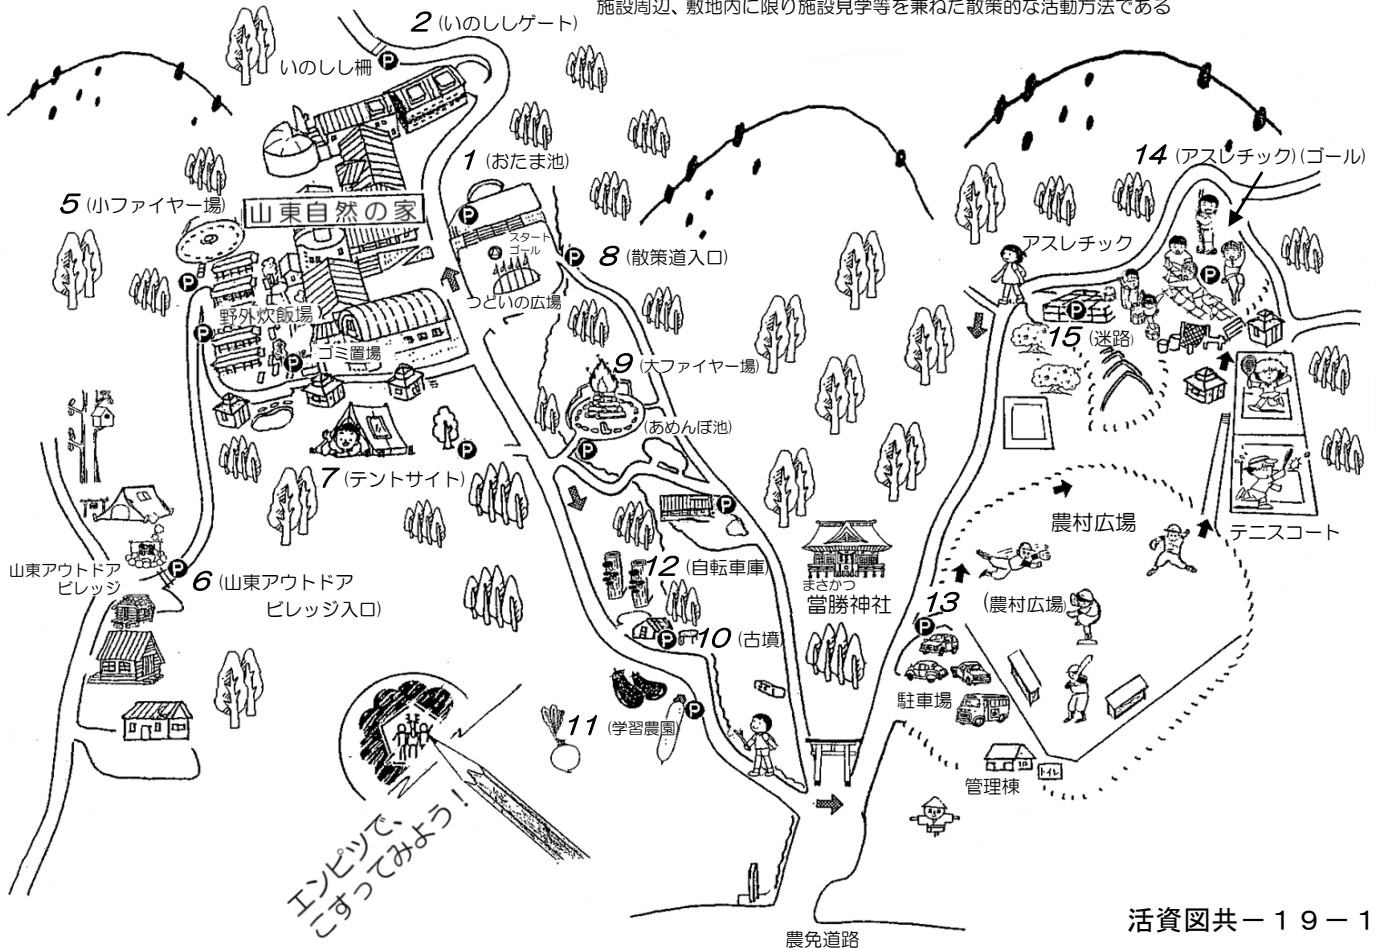 施設周辺、敷地内に限り施設見学等を兼ねた散策的な活動方法である
2 (いのししゲート)
いのしし柵
P
1 (おたま池)
14 (アスレチック)(ゴール)
5 (小ファイヤー場)
山東自然の家
P
スタート
ゴール
つどいの広場
P
8 (散策道入口)
アスレチック
P
P
野外炊飯場
P
ゴミ置場
P
P
15 (迷路)
9 (大ファイヤー場)
(あめんぼ池)
P
7 (テントサイト)
P
P
農村広場
テニスコート
山東アウトドア
ビレッジ
P
6 (山東アウトドア
ビレッジ入口)
12 (自転車庫)
まさかつ
當勝神社
13 (農村広場)
P
P
10 (古墳)
駐車場
11 (学習農園)
P
管理棟
トイレ
エンピツで、
こすってみよう！
農免道路
活資図共－１９－１